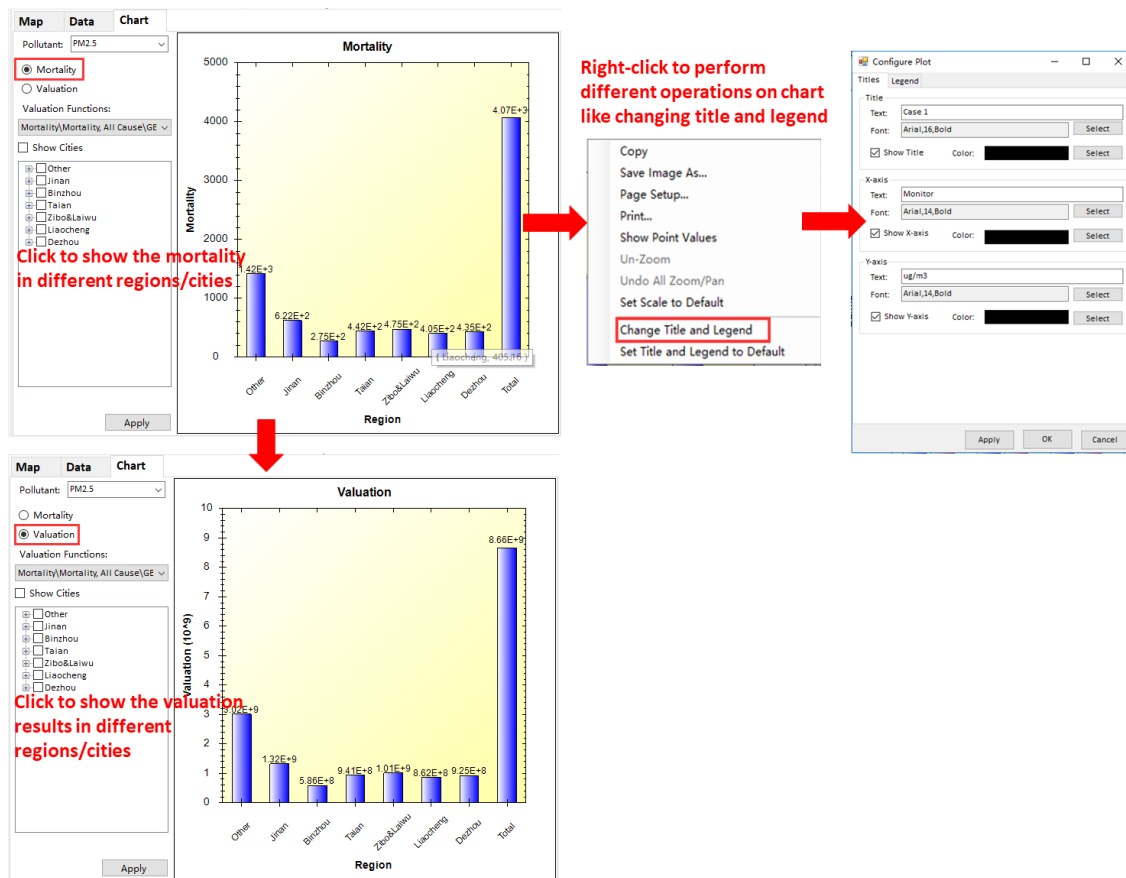 Map Data Chart
Pollutant: PM2.5
Mortality
Valuation
Valuation Functions:
Mortality\Mortality, All Cause\GE
Show Cities
Other
Jinan
Binzhou
Taian
Zibo&Laiwu
Liaocheng
Dezhou
Click to show the mortality
in different regions/cities
Apply
Mortality
5000
4000
3000
2000
1000
0
Mortality
1.42E+3
6.22E+2
2.75E+2
4.42E+2
4.75E+2
4.05E+2
4.35E+2
4.07E+3
( Liaocheng, 405.16 )
Other
Jinan
Binzhou
Taian
Zibo&Laiwu
Liaocheng
Dezhou
Total
Region
Right-click to perform
different operations on chart
like changing title and legend
Copy
Save Image As...
Page Setup...
Print...
Show Point Values
Un-Zoom
Undo All Zoom/Pan
Set Scale to Default
Change Title and Legend
Set Title and Legend to Default
Configure Plot
Titles Legend
Title
Text: Case 1
Font: Arial,16,Bold Select
Show Title Color: Select
X-axis
Text: Monitor
Font: Arial,14,Bold Select
Show X-axis Color: Select
Y-axis
Text: ug/m3
Font: Arial,14,Bold Select
Show Y-axis Color: Select
Apply OK Cancel
Map Data Chart
Pollutant: PM2.5
Mortality
Valuation
Valuation Functions:
Mortality\Mortality, All Cause\GE
Show Cities
Other
Jinan
Binzhou
Taian
Zibo&Laiwu
Liaocheng
Dezhou
Click to show the valuation
results in different
regions/cities
Apply
Valuation
10
9
8
7
6
5
4
3
2
1
0
Valuation (10^9)
3.02E+9
1.32E+9
5.86E+8
9.41E+8
1.01E+9
8.62E+8
9.25E+8
8.66E+9
Other
Jinan
Binzhou
Taian
Zibo&Laiwu
Liaocheng
Dezhou
Total
Region